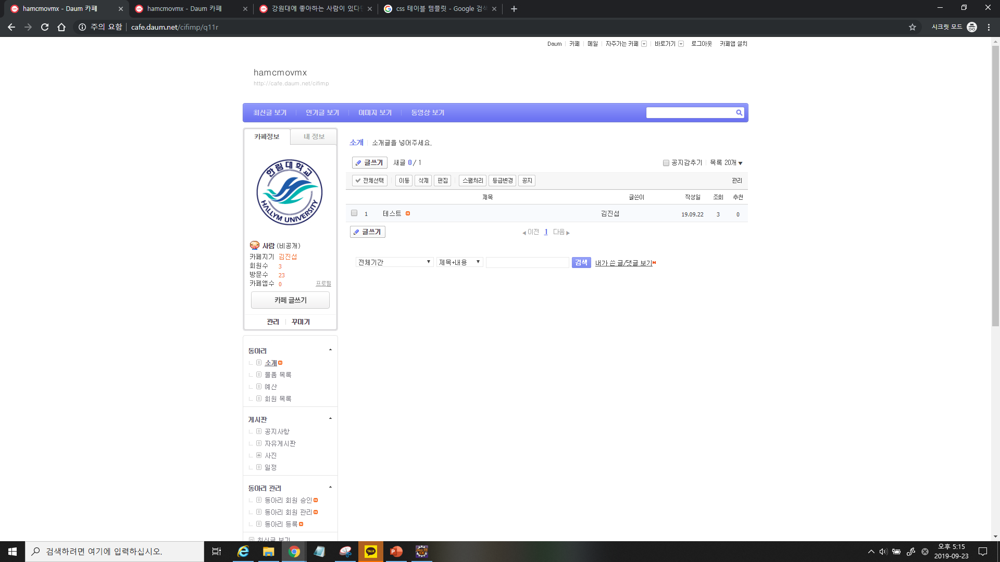 hamcmovmx - Daum 카페
hamcmovmx - Daum 카페
강원대에 좋아하는 사람이 있다면
css 테이블 템플릿 - Google 검색
주의 요함 cafe.daum.net/cifimp/q11r
시크릿 모드
Daum 카페 메일 자주가는 카페 바로가기 로그아웃 카페앱 설치
hamcmovmx
http://cafe.daum.net/cifimp
최신글 보기 인기글 보기 이미지 보기 동영상 보기
카페정보 내 정보
한림대학교
HALLYM UNIVERSITY
사람 (비공개)
카페지기 김진섭
회원수 3
방문수 23
카페앱수 0 프로필
카페 글쓰기
관리 꾸미기
동아리
소개 N
물품 목록
예산
회원 목록
게시판
공지사항
자유게시판
사진
일정
동아리 관리
동아리 회원 승인 N
동아리 회원 관리 N
동아리 등록 N
최신글 보기
소개 소개글을 넣어주세요.
글쓰기 새글 0 / 1 공지감추기 목록 20개 ▼
전체선택 이동 삭제 편집 스팸처리 등급변경 공지 관리
제목 글쓴이 작성일 조회 추천
1 테스트 N 김진섭 19.09.22 3 0
글쓰기 ◀ 이전 1 다음 ▶
전체기간 ▼ 제목+내용 ▼ 검색 내가 쓴 글/댓글 보기 N
검색하려면 여기에 입력하십시오.
TALK
오후 5:15
2019-09-23